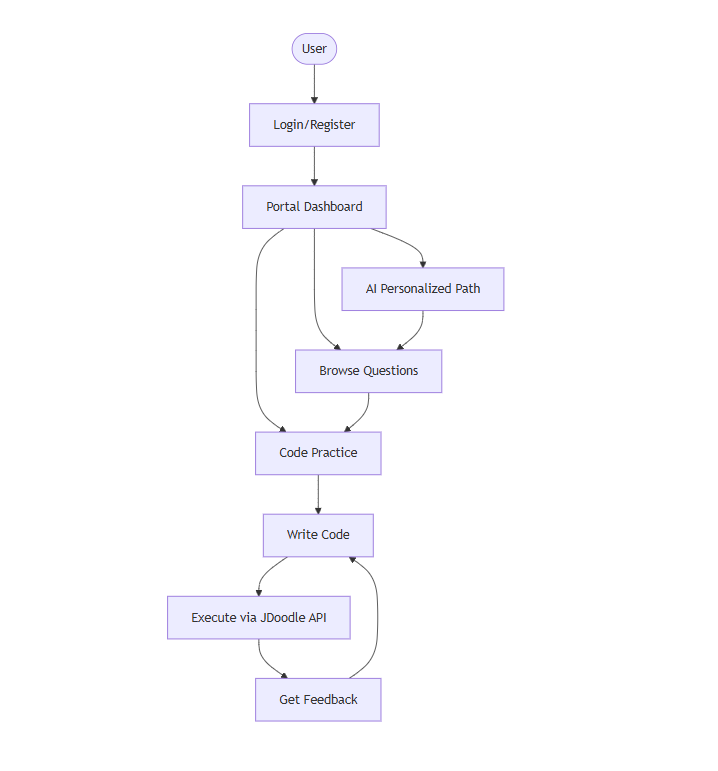 User
Login/Register
Portal Dashboard
AI Personalized Path
Browse Questions
Code Practice
Write Code
Execute via JDoodle API
Get Feedback